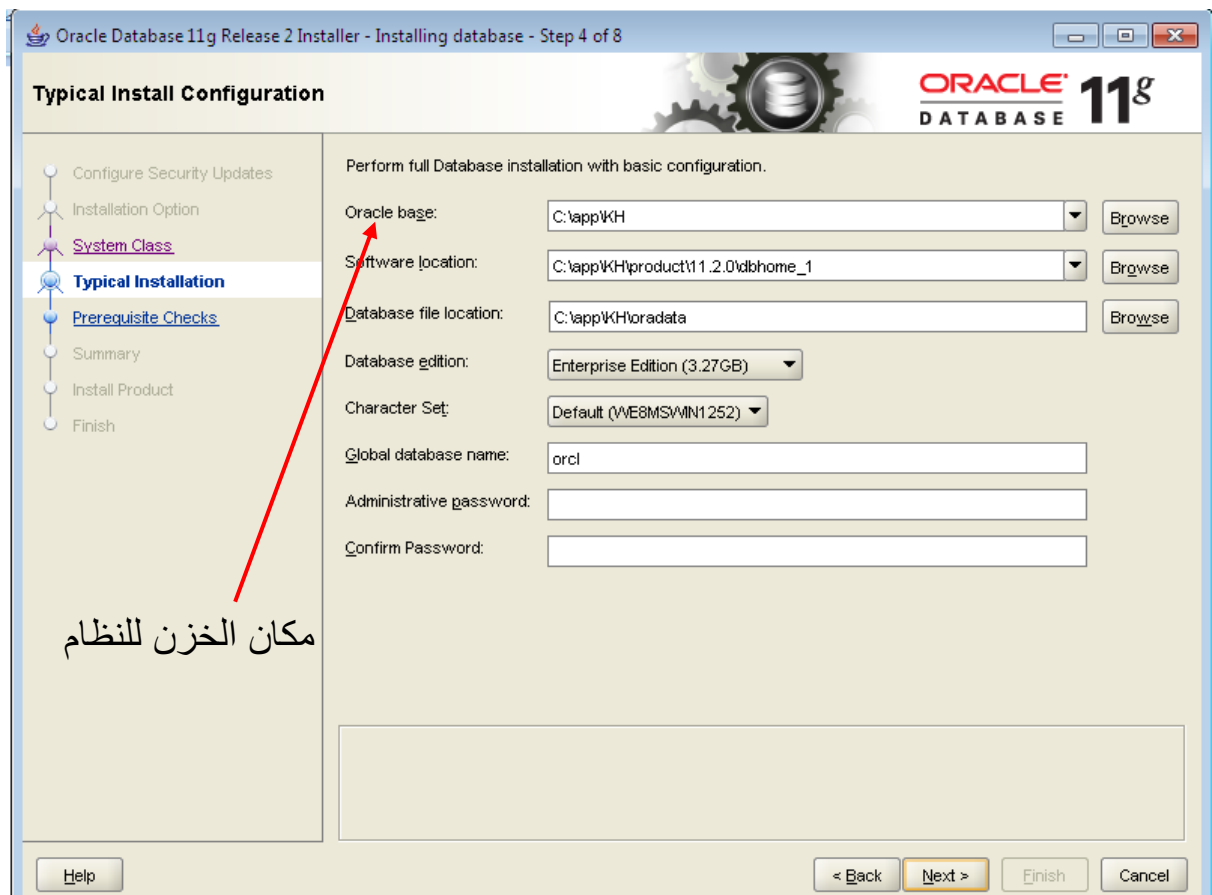 Oracle Database 11g Release 2 Installer - Installing database - Step 4 of 8
Typical Install Configuration
ORACLE DATABASE 11g
Configure Security Updates
Installation Option
System Class
Typical Installation
Prerequisite Checks
Summary
Install Product
Finish
Perform full Database installation with basic configuration.
Oracle base: C:\app\KH Browse
Software location: C:\app\KH\product\11.2.0\dbhome_1 Browse
Database file location: C:\app\KH\oradata Browse
Database edition: Enterprise Edition (3.27GB)
Character Set: Default (WE8MSWIN1252)
Global database name: orcl
Administrative password:
Confirm Password:
مكان الخزن للنظام
Help < Back Next > Finish Cancel